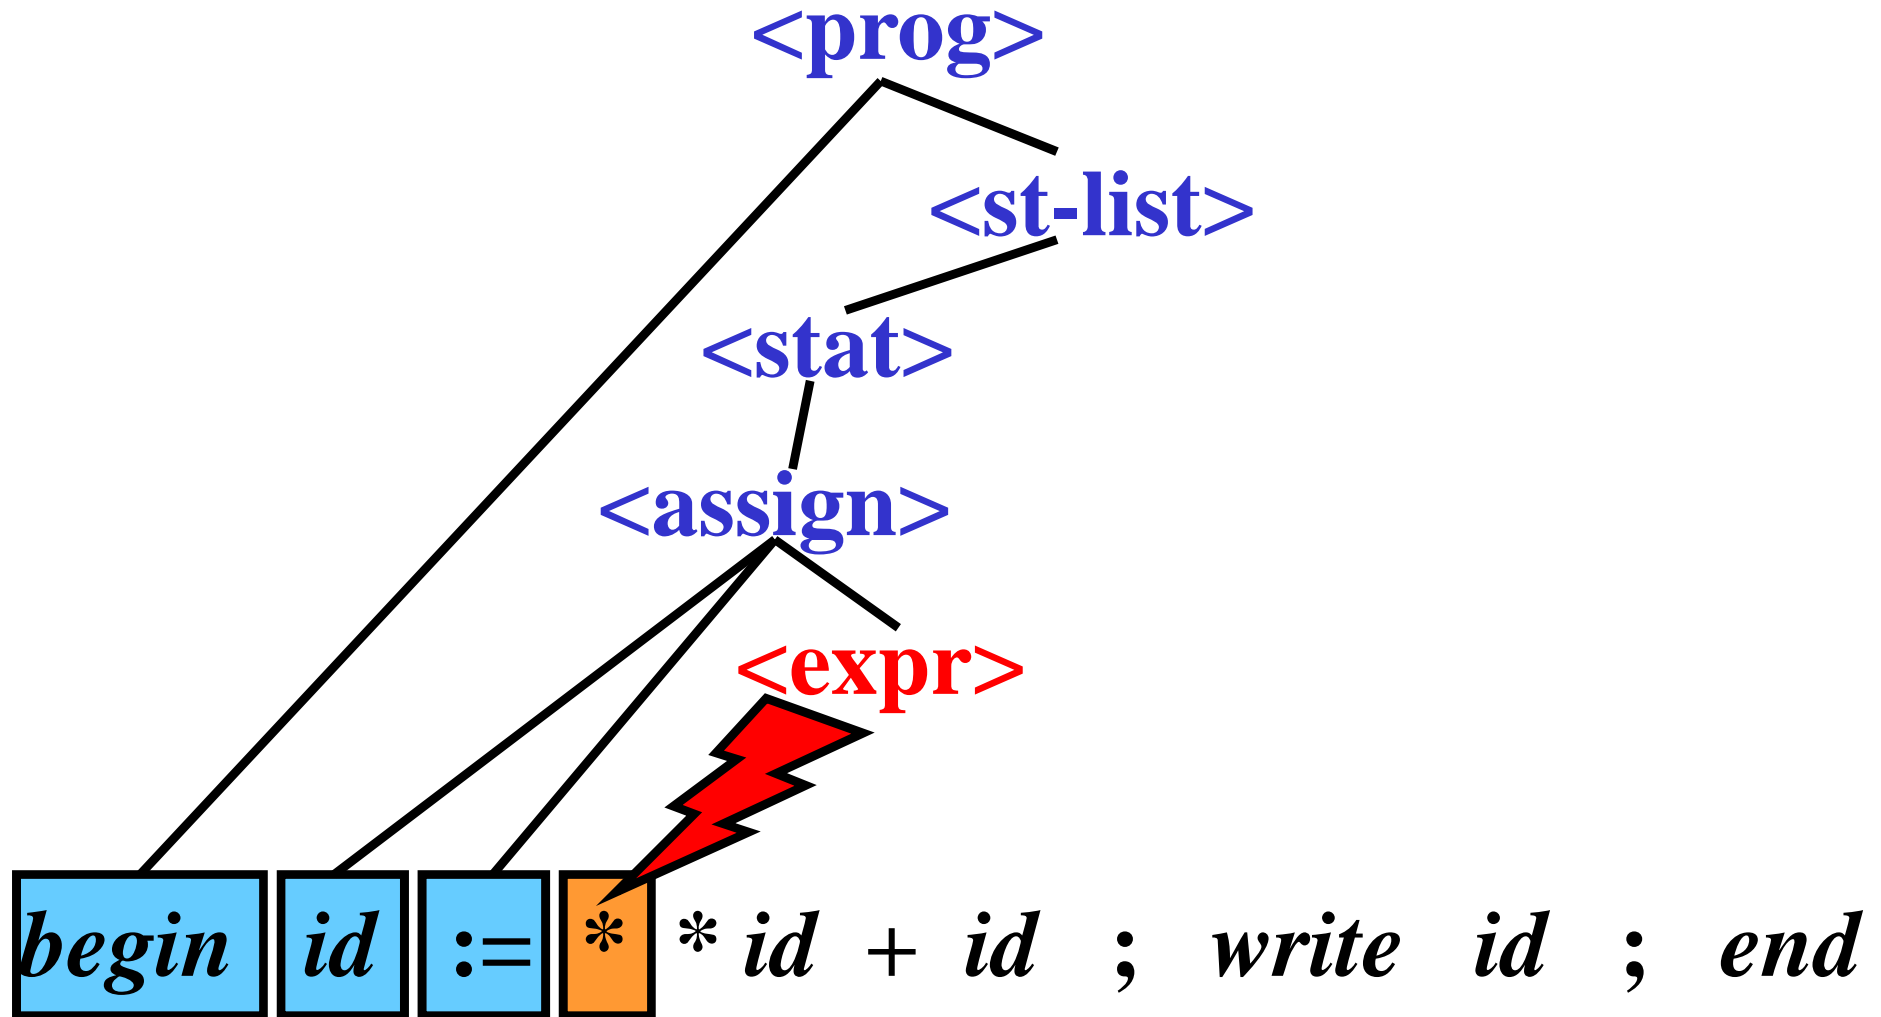 <prog>
<st-list>
<stat>
<assign>
<expr>
begin id := * * id + id ; write id ; end